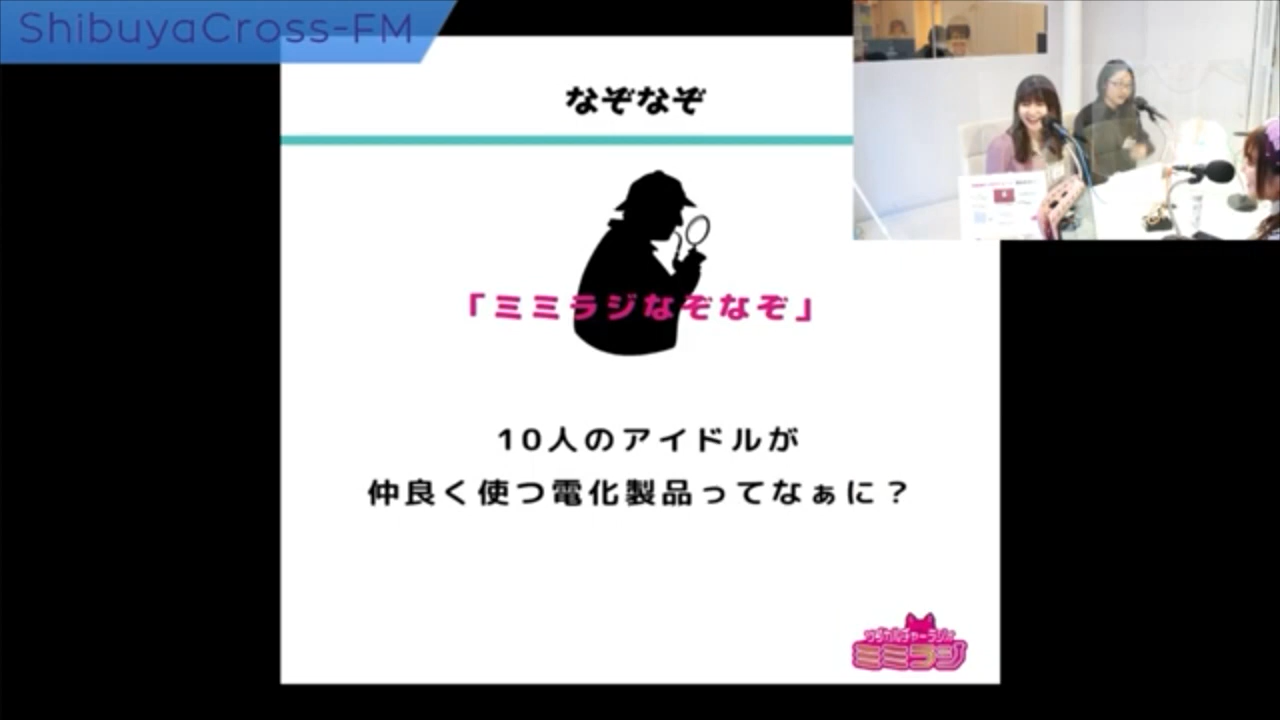 ShibuyaCross-FM
なぞなぞ
「ミミラジなぞなぞ」
10人のアイドルが
仲良く使つ電化製品ってなぁに？
ミミラジ